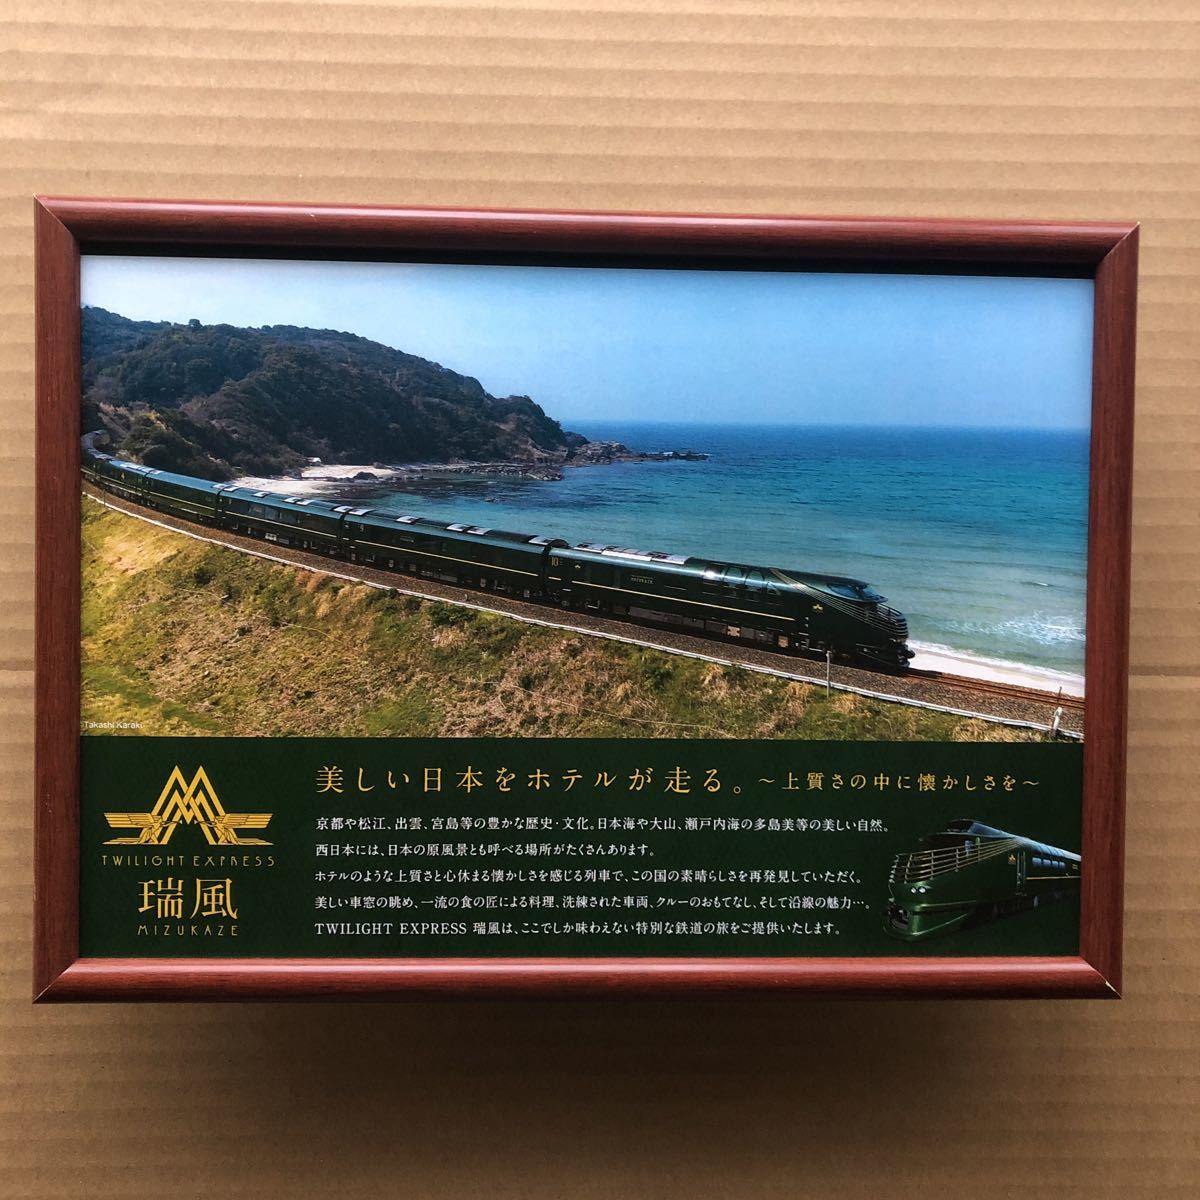 10
MIZUKAZE
Takashi Karaki
TWILIGHT EXPRESS
瑞風
MIZUKAZE
美しい日本をホテルが走る。～上質さの中に懐かしさを～
京都や松江、出雲、宮島等の豊かな歴史・文化。日本海や大山、瀬戸内海の多島美等の美しい自然。
西日本には、日本の原風景とも呼べる場所がたくさんあります。
ホテルのような上質さと心休まる懐かしさを感じる列車で、この国の素晴らしさを再発見していただく。
美しい車窓の眺め、一流の食の匠による料理、洗練された車両、クルーのおもてなし、そして沿線の魅力…。
TWILIGHT EXPRESS 瑞風は、ここでしか味わえない特別な鉄道の旅をご提供いたします。